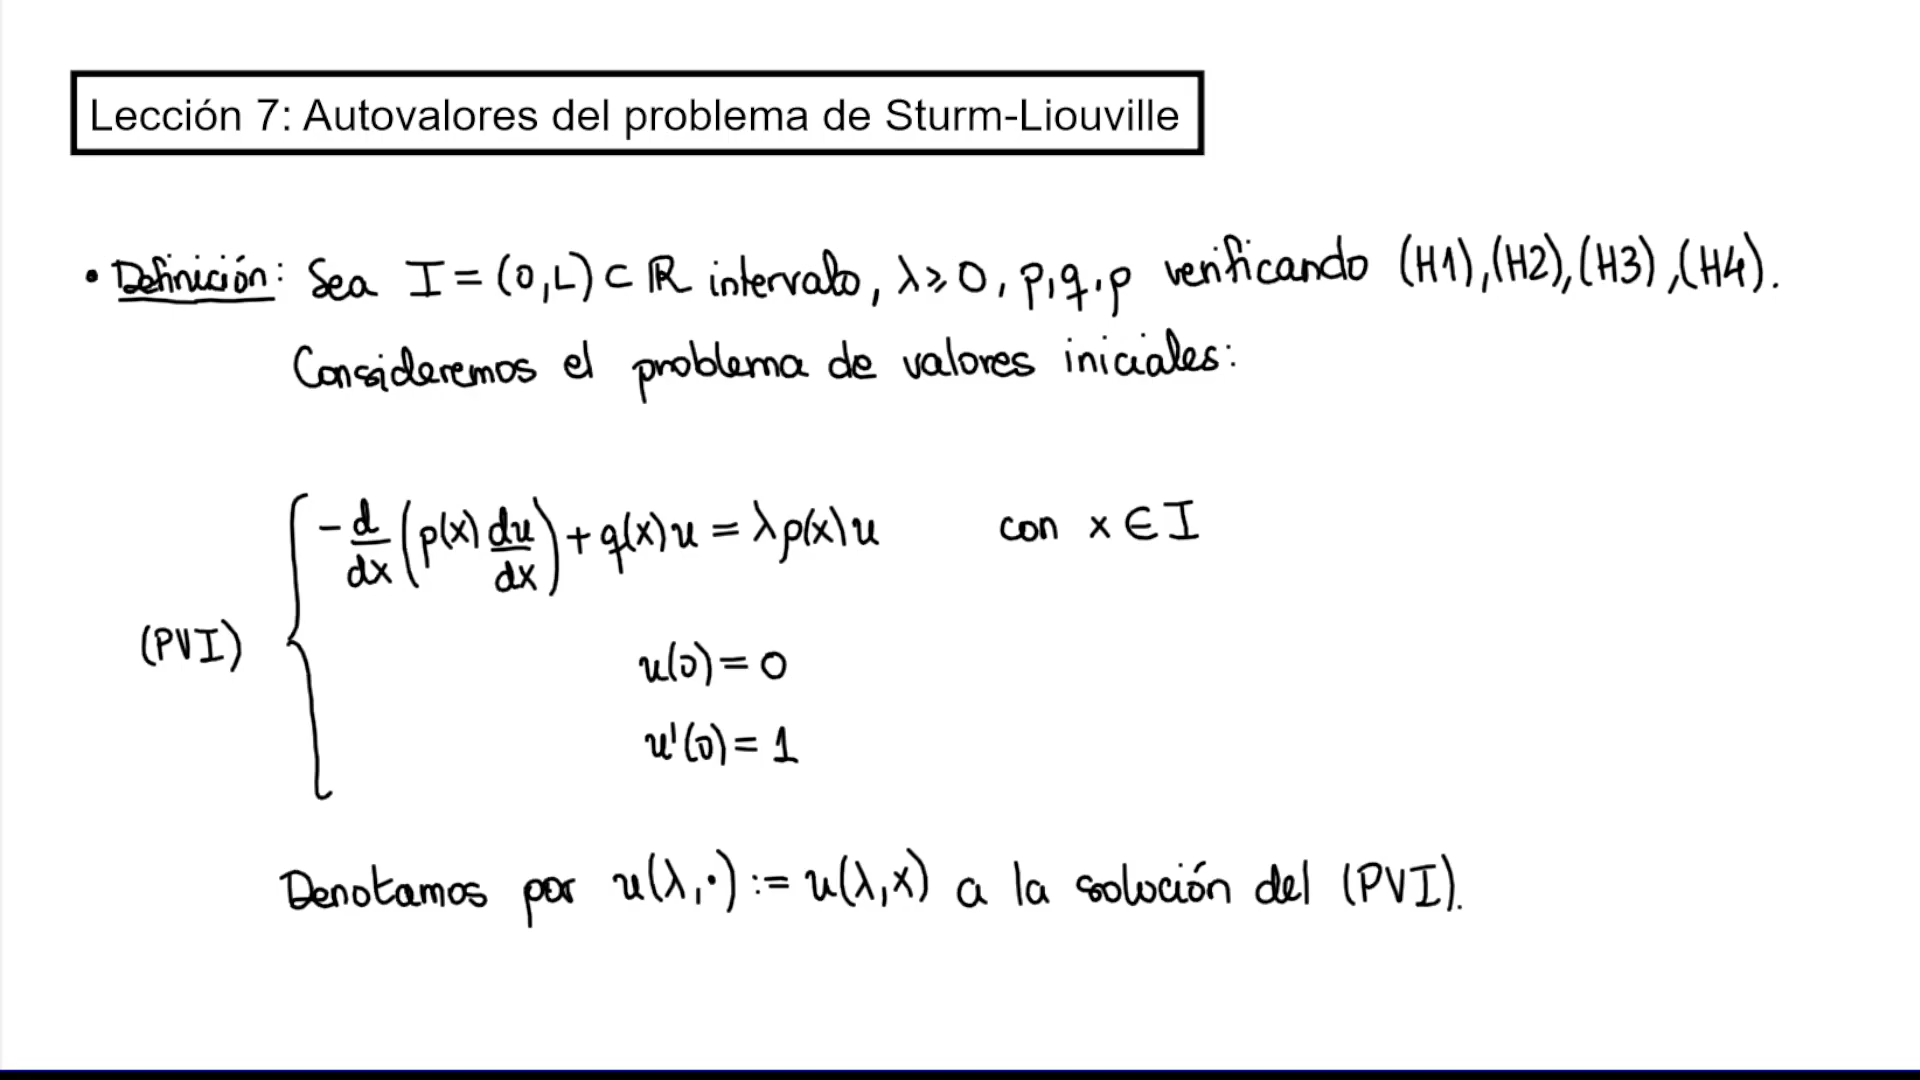 Lección 7: Autovalores del problema de Sturm-Liouville
• Definición: Sea I = (0,L) ⊂ ℝ intervalo, λ ≥ 0, p, q, ρ verificando (H1), (H2), (H3), (H4).
Consideremos el problema de valores iniciales:
(PVI) { -d/dx (p(x) du/dx) + q(x)u = λρ(x)u con x ∈ I
u(0) = 0
u'(0) = 1
Denotamos por u(λ,·) := u(λ,x) a la solución del (PVI).